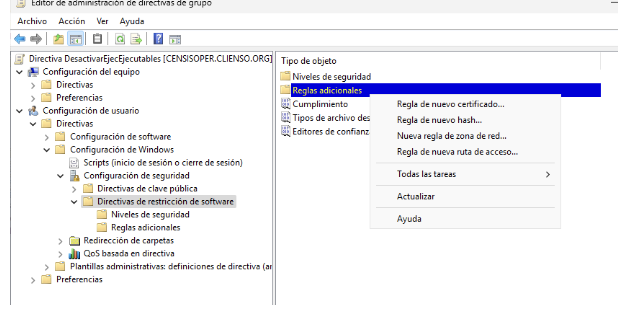 Editor de administración de directivas de grupo
Archivo Acción Ver Ayuda
Directiva DesactivarEjecEjecutables [CENSISOPER.CLIENSO.ORG]
Configuración del equipo
Directivas
Preferencias
Configuración de usuario
Directivas
Configuración de software
Configuración de Windows
Scripts (inicio de sesión o cierre de sesión)
Configuración de seguridad
Directivas de clave pública
Directivas de restricción de software
Niveles de seguridad
Reglas adicionales
Redirección de carpetas
QoS basada en directiva
Plantillas administrativas: definiciones de directiva (ar
Preferencias
Tipo de objeto
Niveles de seguridad
Reglas adicionales
Cumplimiento
Tipos de archivo des
Editores de confianz
Regla de nuevo certificado...
Regla de nuevo hash...
Nueva regla de zona de red...
Regla de nueva ruta de acceso...
Todas las tareas
Actualizar
Ayuda